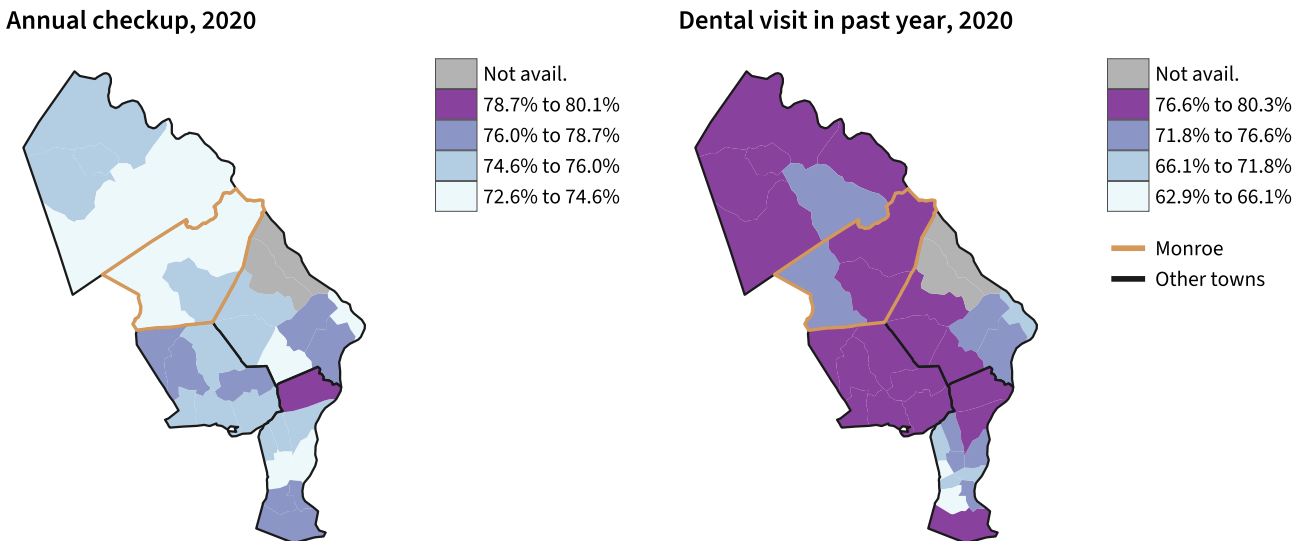 Annual checkup, 2020
Not avail.
78.7% to 80.1%
76.0% to 78.7%
74.6% to 76.0%
72.6% to 74.6%
Dental visit in past year, 2020
Not avail.
76.6% to 80.3%
71.8% to 76.6%
66.1% to 71.8%
62.9% to 66.1%
Monroe
Other towns